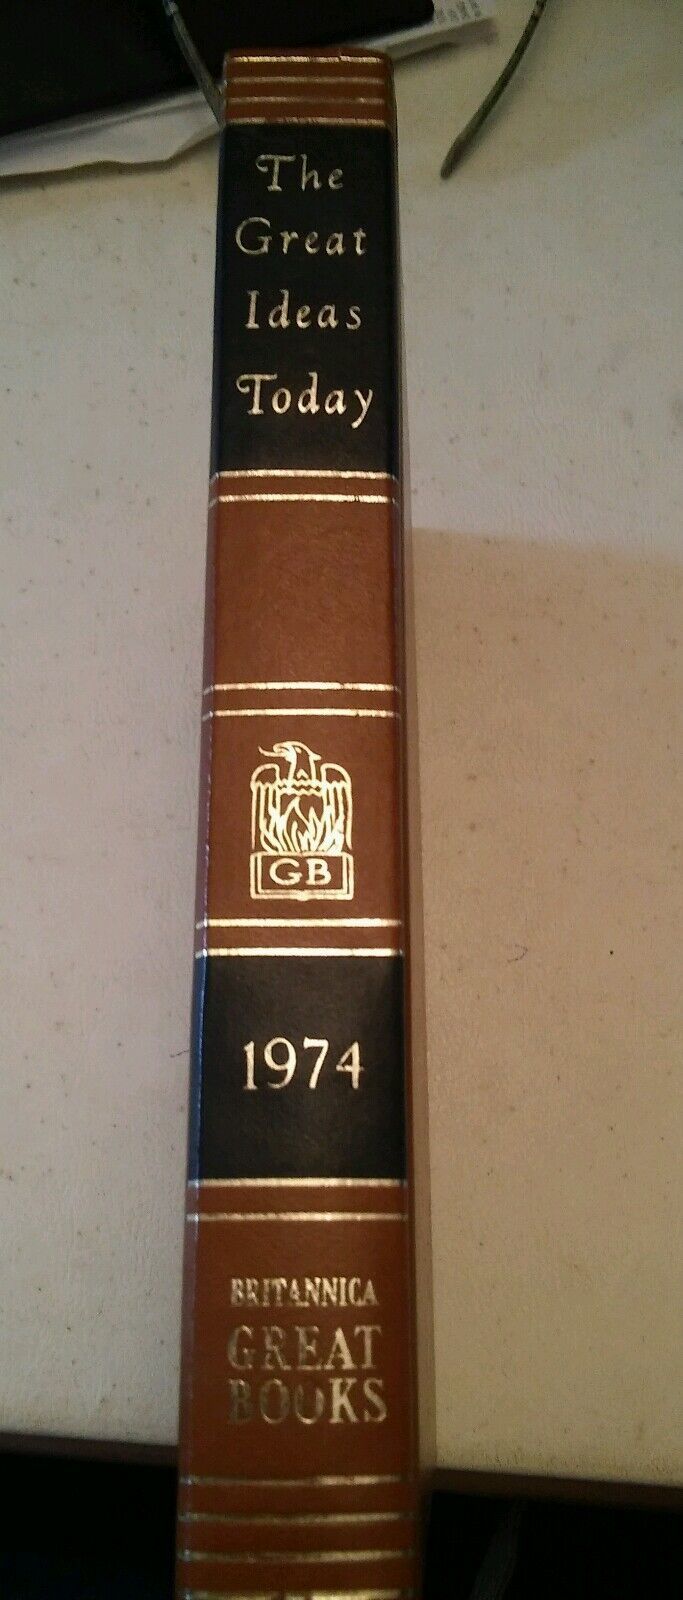 The
Great
Ideas
Today
GB
1974
BRITANNICA
GREAT
BOOKS